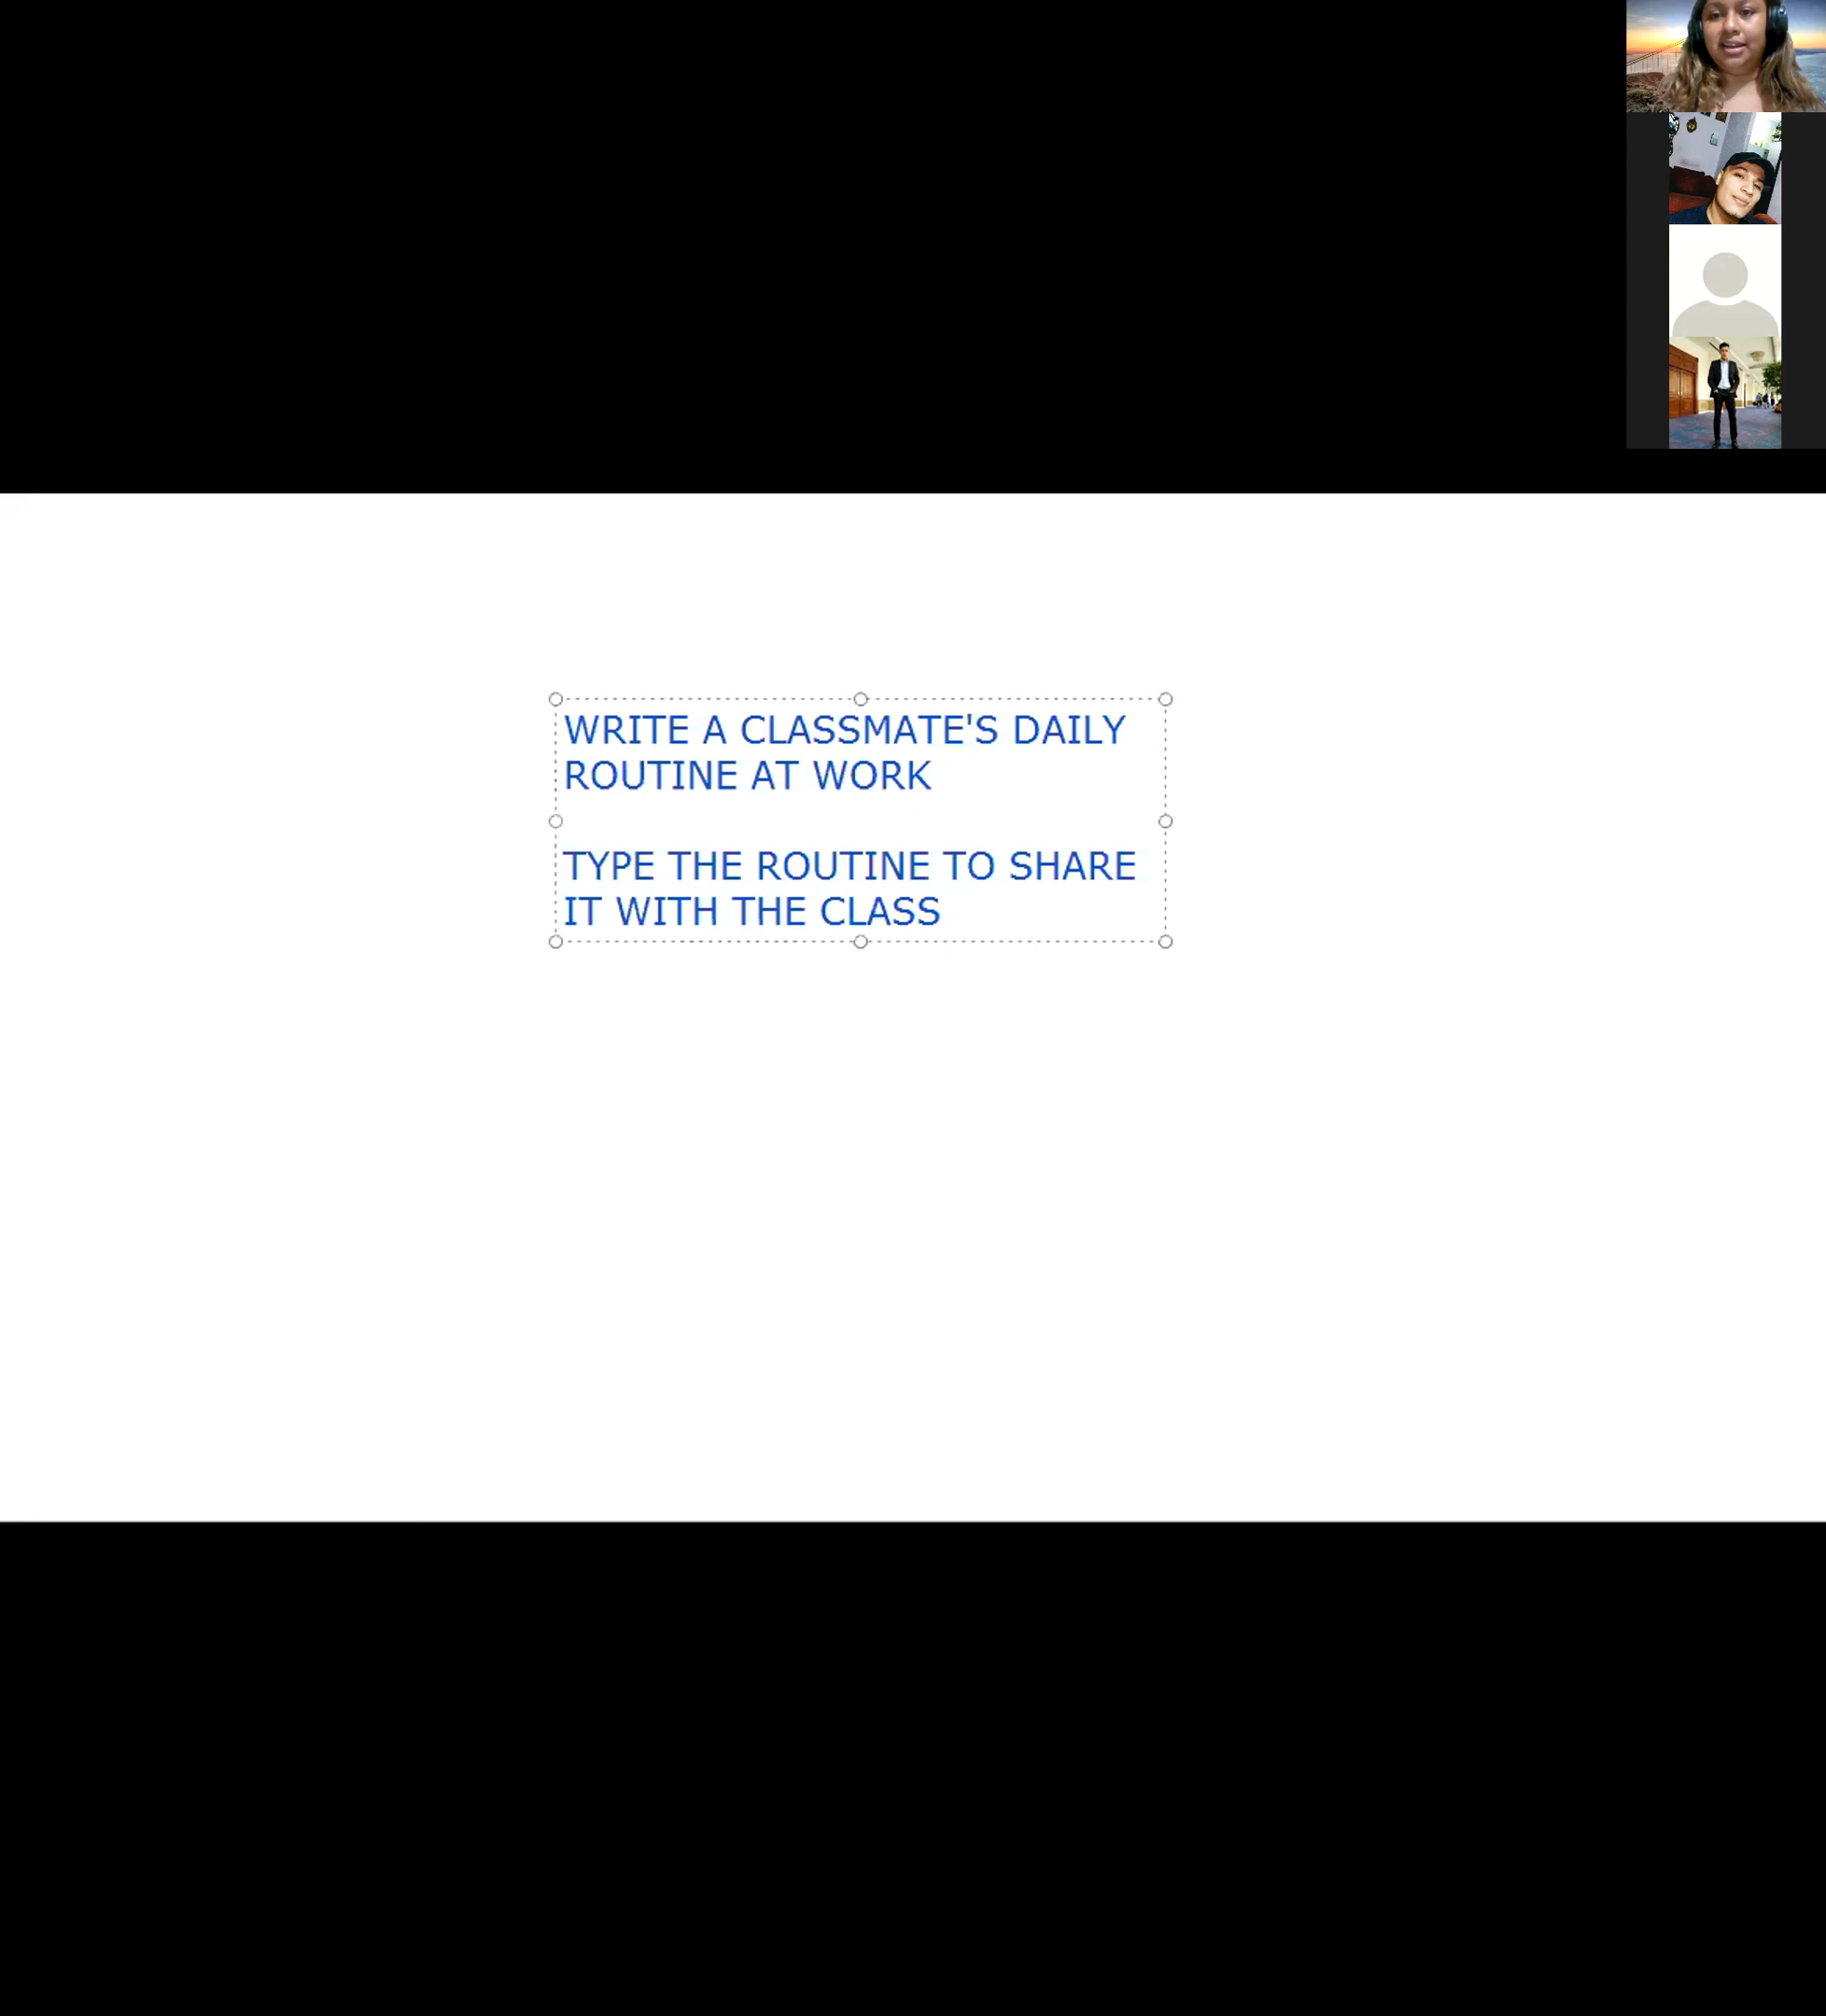 WRITE A CLASSMATE'S DAILY
ROUTINE AT WORK
TYPE THE ROUTINE TO SHARE
IT WITH THE CLASS